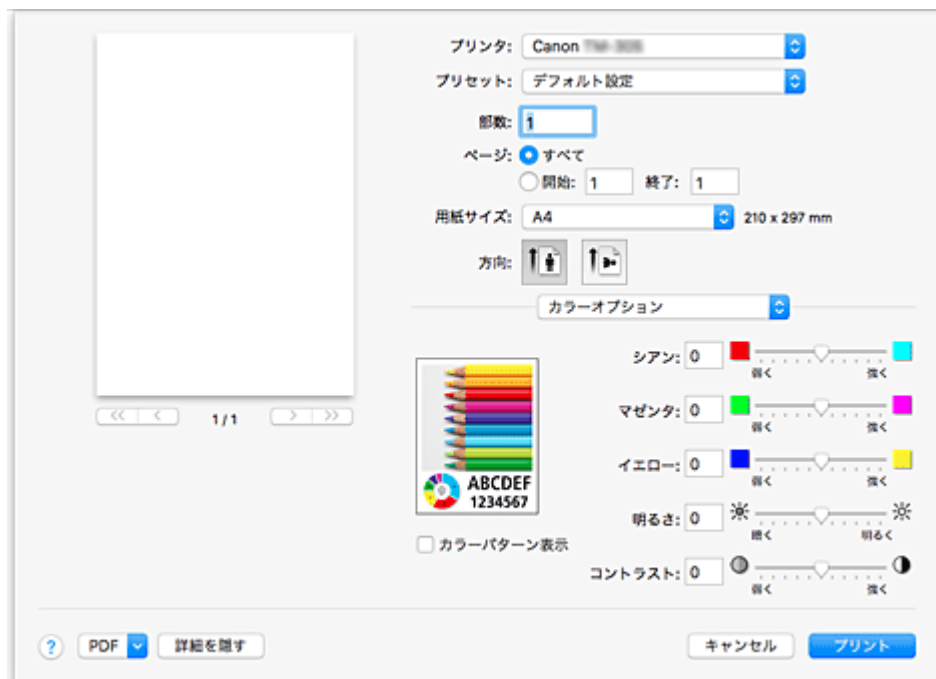 プリンタ: Canon
プリセット: デフォルト設定
部数: 1
ページ: すべて
開始: 1 終了: 1
用紙サイズ: A4 210 x 297 mm
方向:
カラーオプション
シアン: 0
弱く 強く
マゼンタ: 0
弱く 強く
イエロー: 0
弱く 強く
明るさ: 0
暗く 明るく
コントラスト: 0
弱く 強く
ABCDEF
1234567
カラーパターン表示
<< < 1 / 1 > >>
? PDF 詳細を隠す キャンセル プリント